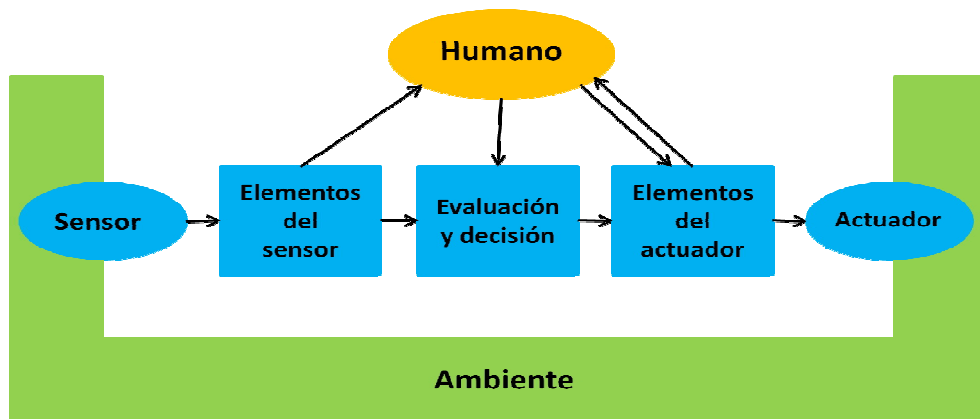 Humano
Sensor
Elementos
del
sensor
Evaluación
y decisión
Elementos
del
actuador
Actuador
Ambiente